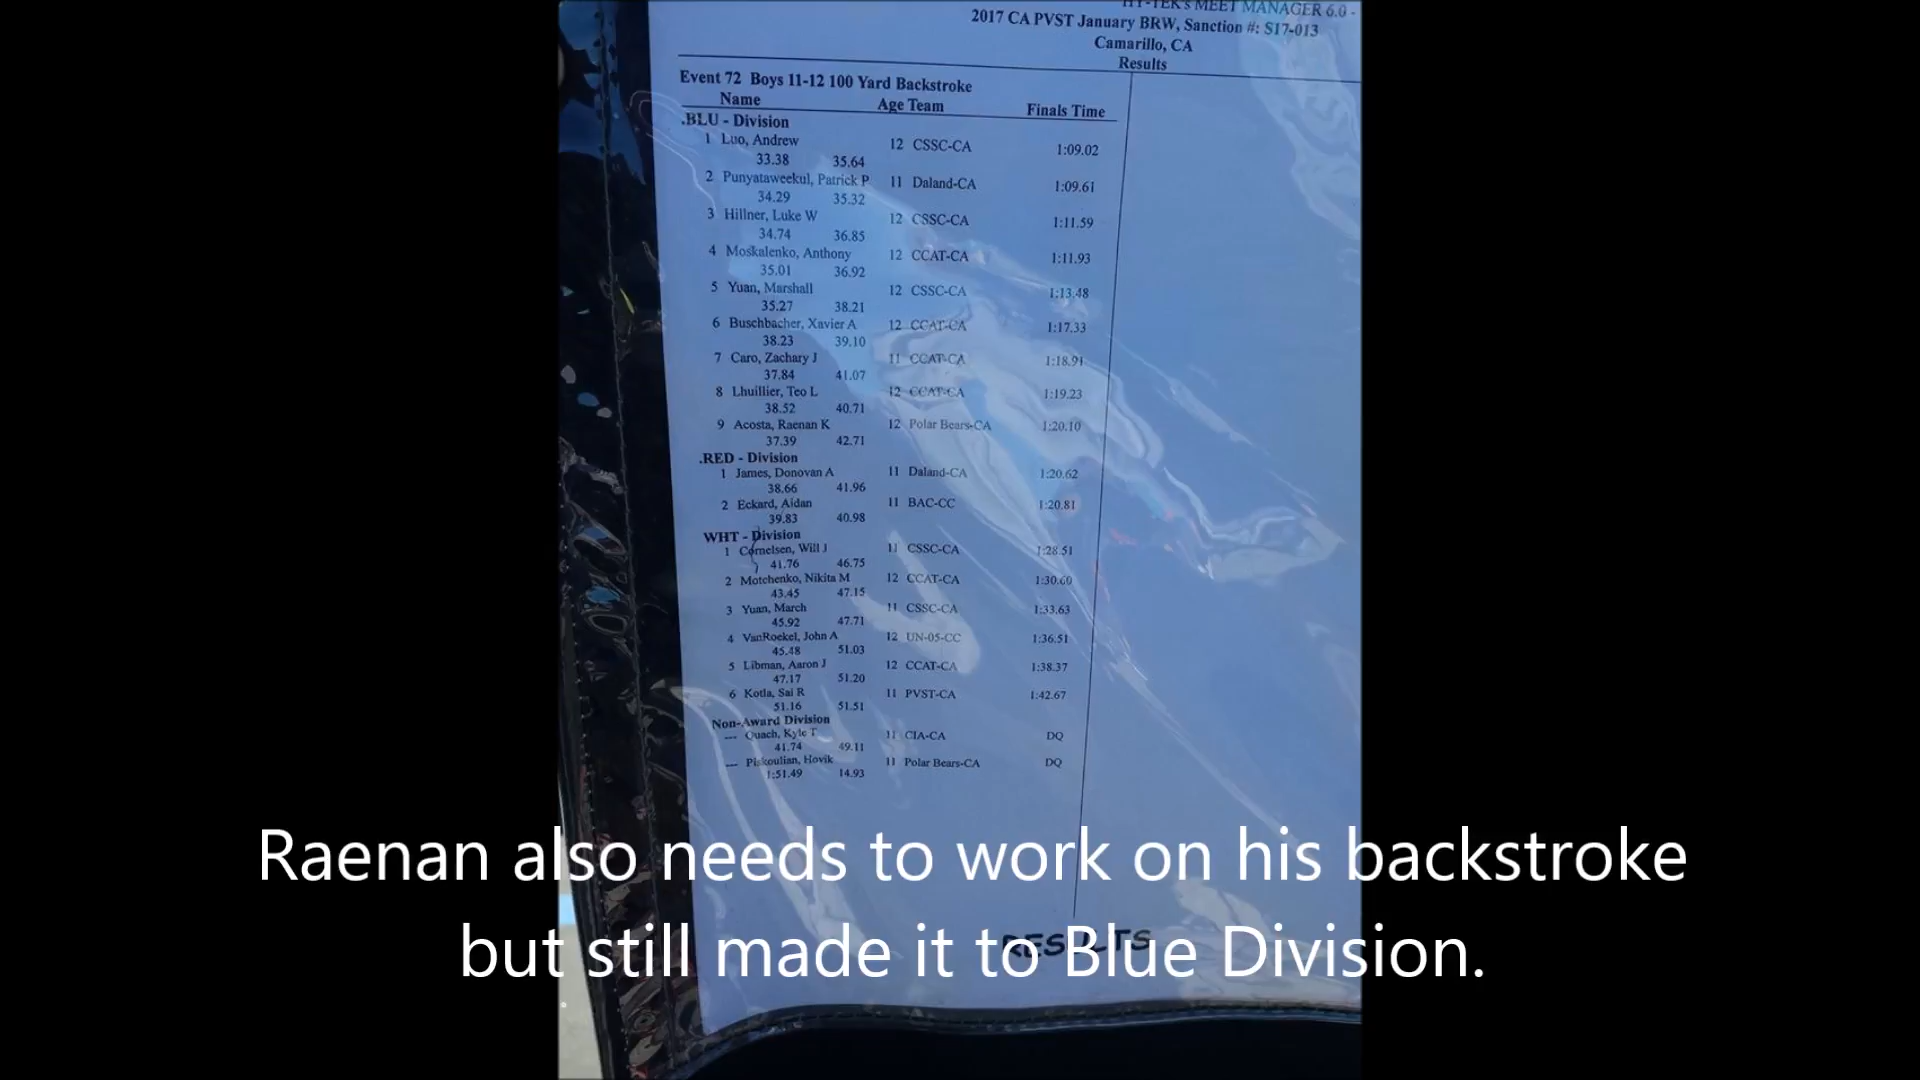 HY-TEK's MEET MANAGER 6.0 -
2017 CA PVST January BRW, Sanction #: S17-013
Camarillo, CA
Results
Event 72 Boys 11-12 100 Yard Backstroke
Name Age Team Finals Time
.BLU - Division
1 Luo, Andrew 12 CSSC-CA 1:09.02
33.38 35.64
2 Punyataweekul, Patrick P 11 Daland-CA 1:09.61
34.29 35.32
3 Hillner, Luke W 12 CSSC-CA 1:11.59
34.74 36.85
4 Moskalenko, Anthony 12 CCAT-CA 1:11.93
35.01 36.92
5 Yuan, Marshall 12 CSSC-CA 1:13.48
35.27 38.21
6 Buschbacher, Xavier A 12 CCAT-CA 1:17.33
38.23 39.10
7 Caro, Zachary J 11 CCAT-CA 1:18.91
37.84 41.07
8 Lhuillier, Teo L 12 CCAT-CA 1:19.23
38.52 40.71
9 Acosta, Raenan K 12 Polar Bears-CA 1:20.10
37.39 42.71
.RED - Division
1 James, Donovan A 11 Daland-CA 1:20.62
38.66 41.96
2 Eckard, Aidan 11 BAC-CC 1:20.81
39.83 40.98
WHT - Division
1 Cornelsen, Will J 11 CSSC-CA 1:28.51
41.76 46.75
2 Motchenko, Nikita M 12 CCAT-CA 1:30.60
43.45 47.15
3 Yuan, March 11 CSSC-CA 1:33.63
45.92 47.71
4 VanRoekel, John A 12 UN-05-CC 1:36.51
45.48 51.03
5 Libman, Aaron J 12 CCAT-CA 1:38.37
47.17 51.20
6 Kotla, Sai R 11 PVST-CA 1:42.67
51.16 51.51
Non-Award Division
--- Quach, Kyle T 11 CIA-CA DQ
41.74 49.11
--- Piskoulian, Hovik 11 Polar Bears-CA DQ
1:51.49 14.93
RESULTS
Raenan also needs to work on his backstroke
but still made it to Blue Division.